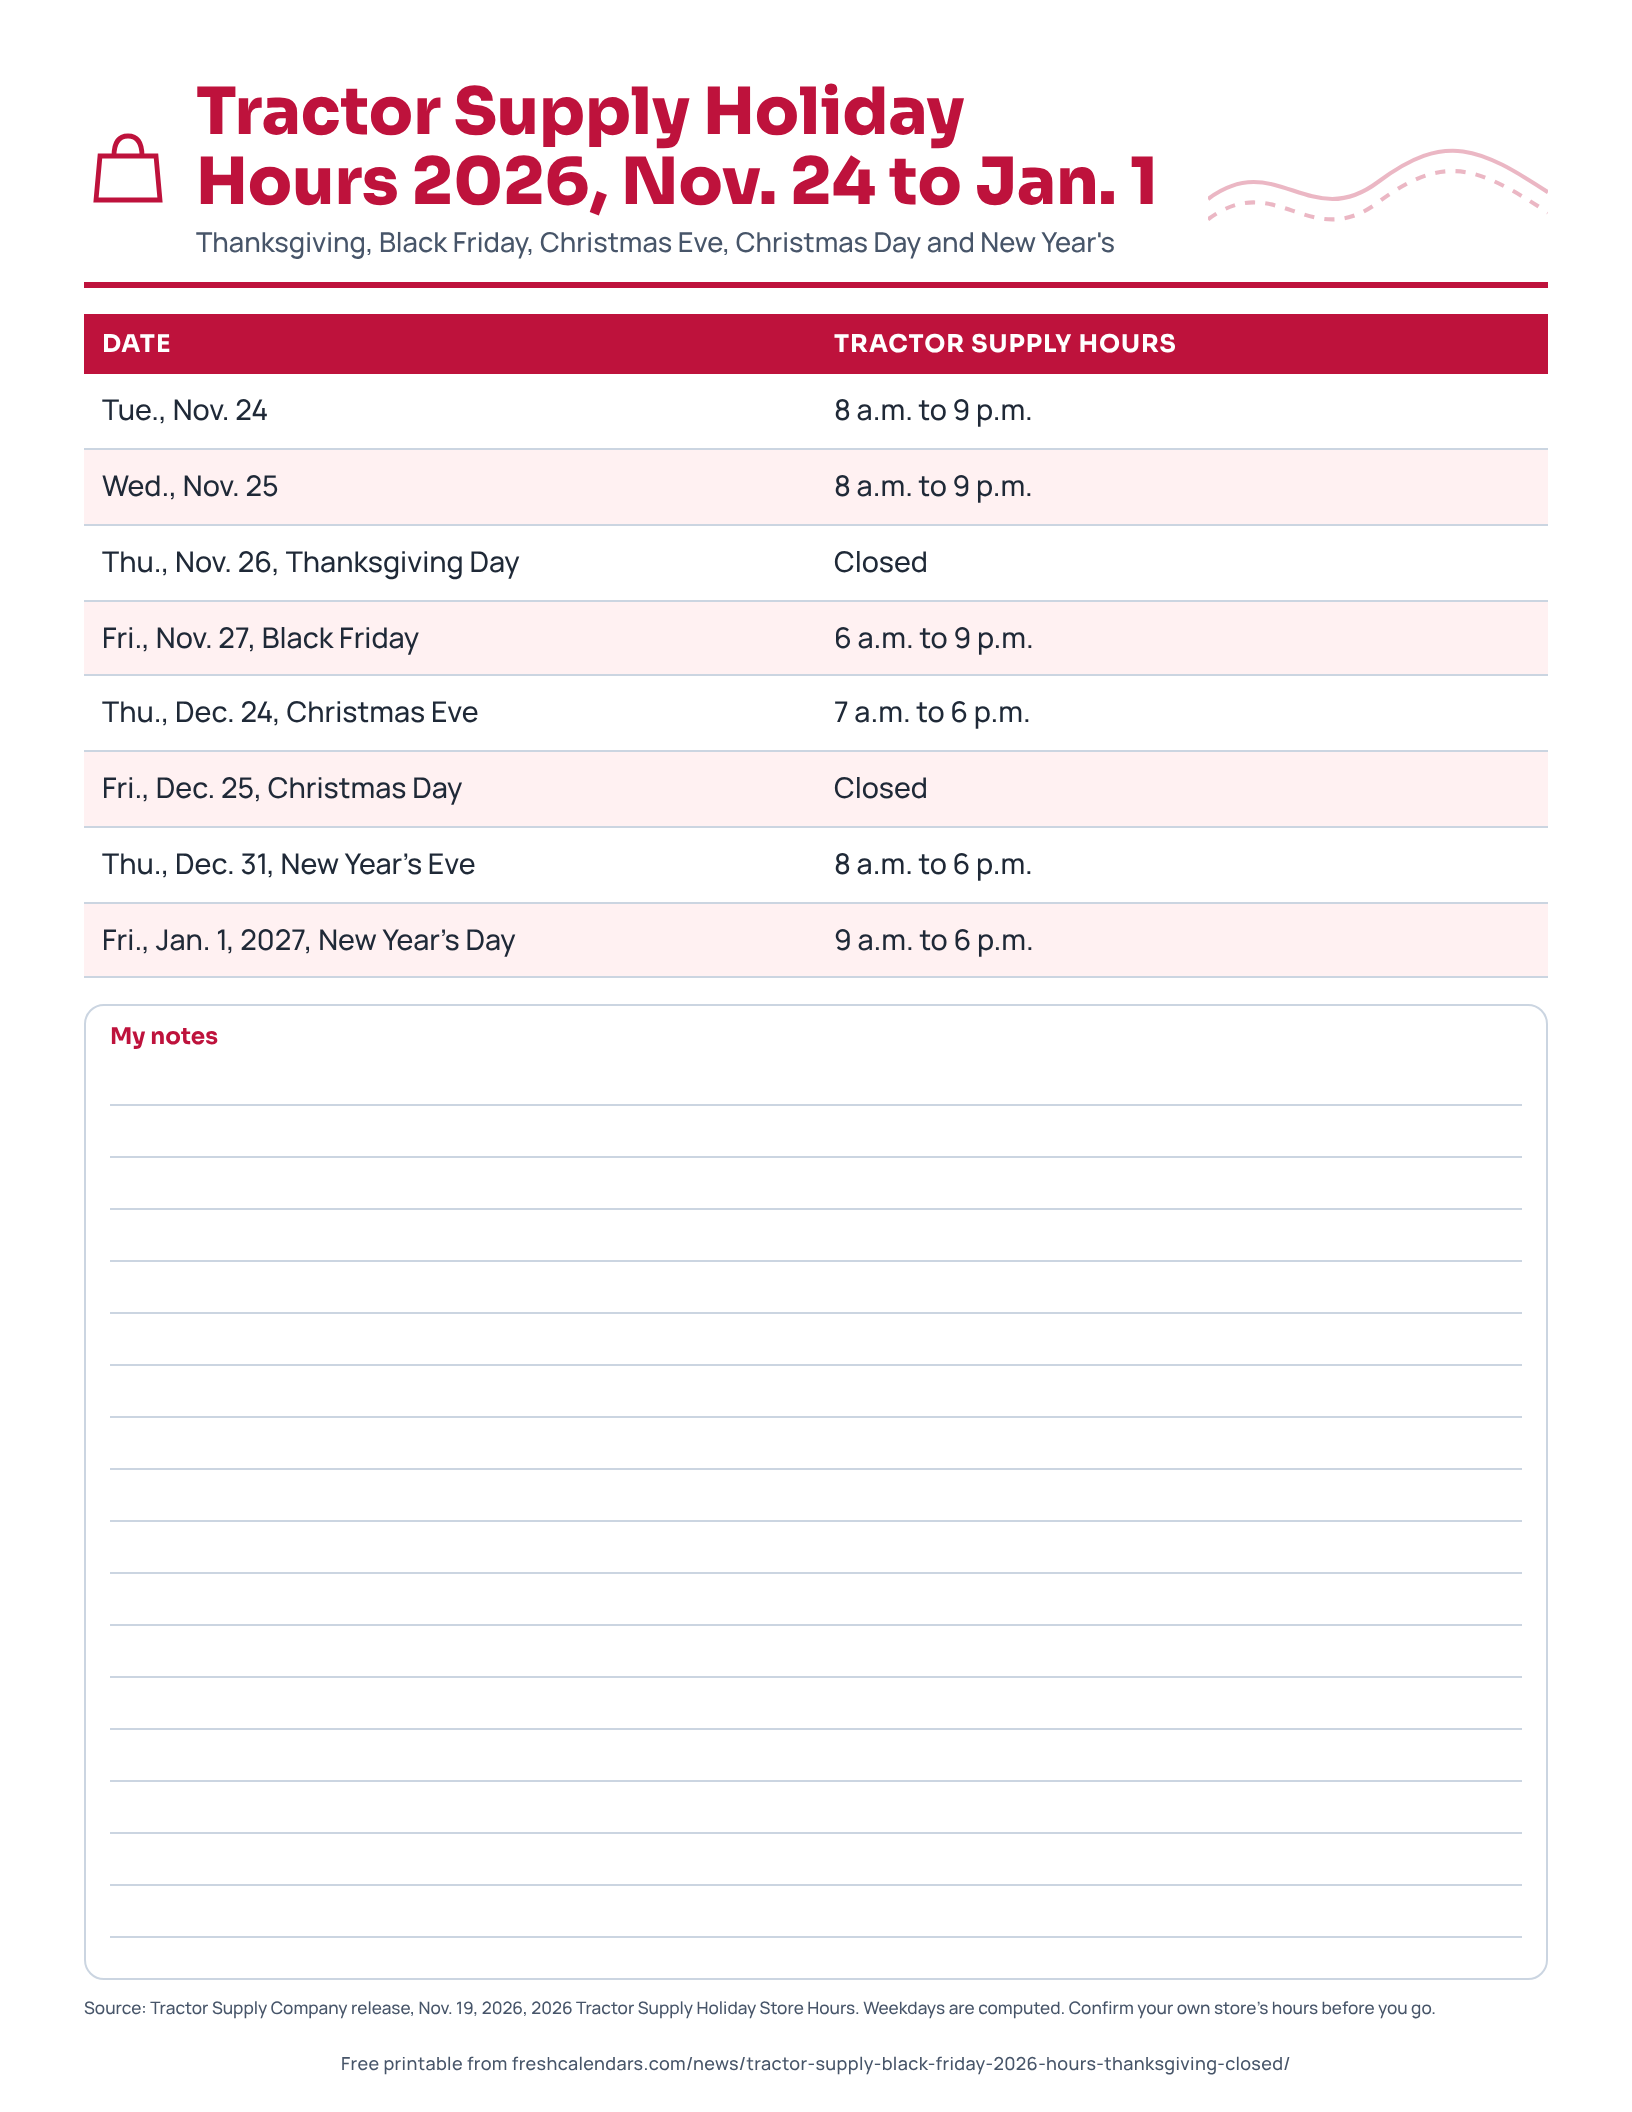 Tractor Supply Holiday
Hours 2026, Nov. 24 to Jan. 1
Thanksgiving, Black Friday, Christmas Eve, Christmas Day and New Year's
DATE TRACTOR SUPPLY HOURS
Tue., Nov. 24 8 a.m. to 9 p.m.
Wed., Nov. 25 8 a.m. to 9 p.m.
Thu., Nov. 26, Thanksgiving Day Closed
Fri., Nov. 27, Black Friday 6 a.m. to 9 p.m.
Thu., Dec. 24, Christmas Eve 7 a.m. to 6 p.m.
Fri., Dec. 25, Christmas Day Closed
Thu., Dec. 31, New Year’s Eve 8 a.m. to 6 p.m.
Fri., Jan. 1, 2027, New Year’s Day 9 a.m. to 6 p.m.
My notes
Source: Tractor Supply Company release, Nov. 19, 2026, 2026 Tractor Supply Holiday Store Hours. Weekdays are computed. Confirm your own store’s hours before you go.
Free printable from freshcalendars.com/news/tractor-supply-black-friday-2026-hours-thanksgiving-closed/